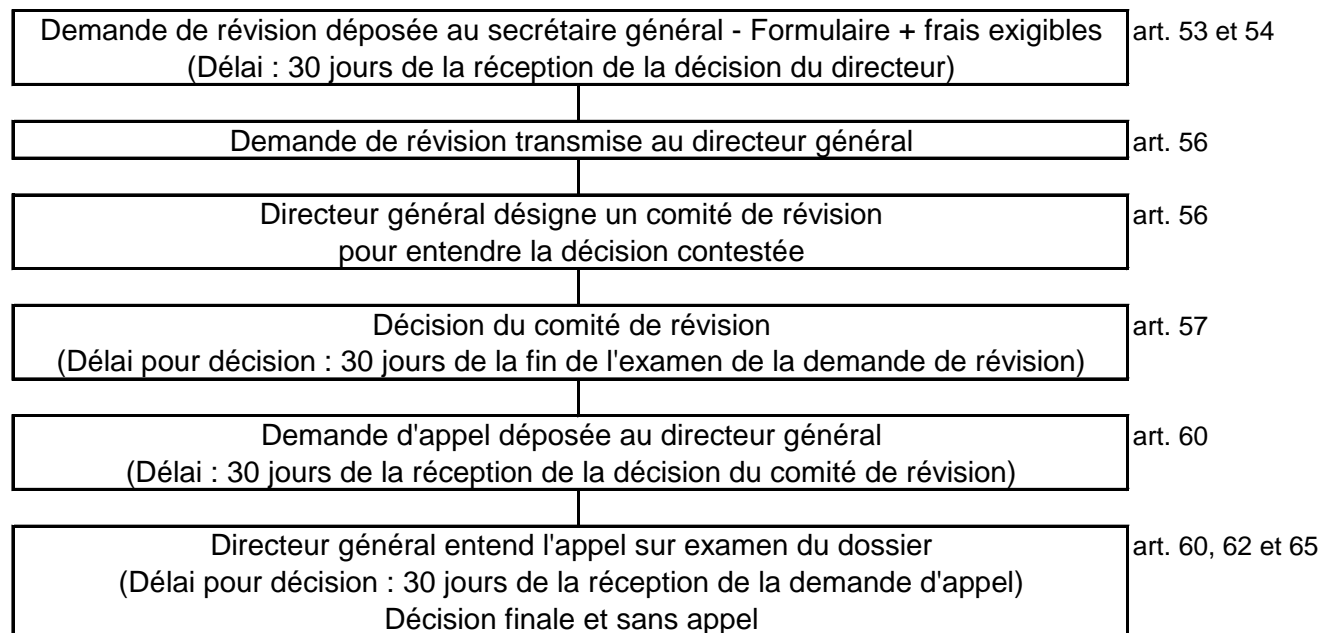 Demande de révision déposée au secrétaire général - Formulaire + frais exigibles art. 53 et 54
(Délai : 30 jours de la réception de la décision du directeur)
Demande de révision transmise au directeur général art. 56
Directeur général désigne un comité de révision art. 56
pour entendre la décision contestée
Décision du comité de révision art. 57
(Délai pour décision : 30 jours de la fin de l'examen de la demande de révision)
Demande d'appel déposée au directeur général art. 60
(Délai : 30 jours de la réception de la décision du comité de révision)
Directeur général entend l'appel sur examen du dossier art. 60, 62 et 65
(Délai pour décision : 30 jours de la réception de la demande d'appel)
Décision finale et sans appel